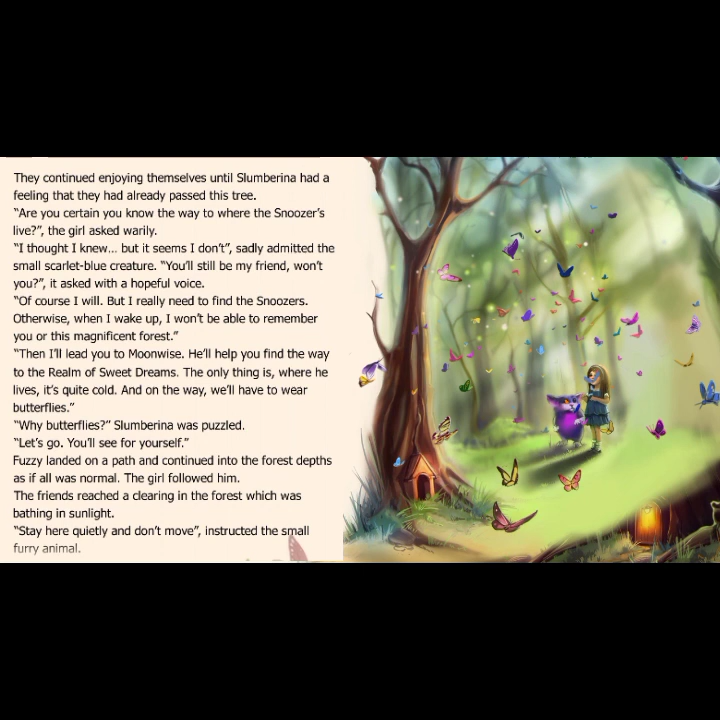 They continued enjoying themselves until Slumberina had a
feeling that they had already passed this tree.
“Are you certain you know the way to where the Snoozer’s
live?”, the girl asked warily.
“I thought I knew... but it seems I don’t”, sadly admitted the
small scarlet-blue creature. “You’ll still be my friend, won’t
you?”, it asked with a hopeful voice.
“Of course I will. But I really need to find the Snoozers.
Otherwise, when I wake up, I won’t be able to remember
you or this magnificent forest.”
“Then I’ll lead you to Moonwise. He’ll help you find the way
to the Realm of Sweet Dreams. The only thing is, where he
lives, it’s quite cold. And on the way, we’ll have to wear
butterflies.”
“Why butterflies?” Slumberina was puzzled.
“Let’s go. You’ll see for yourself.”
Fuzzy landed on a path and continued into the forest depths
as if all was normal. The girl followed him.
The friends reached a clearing in the forest which was
bathing in sunlight.
“Stay here quietly and don’t move”, instructed the small
furry animal.